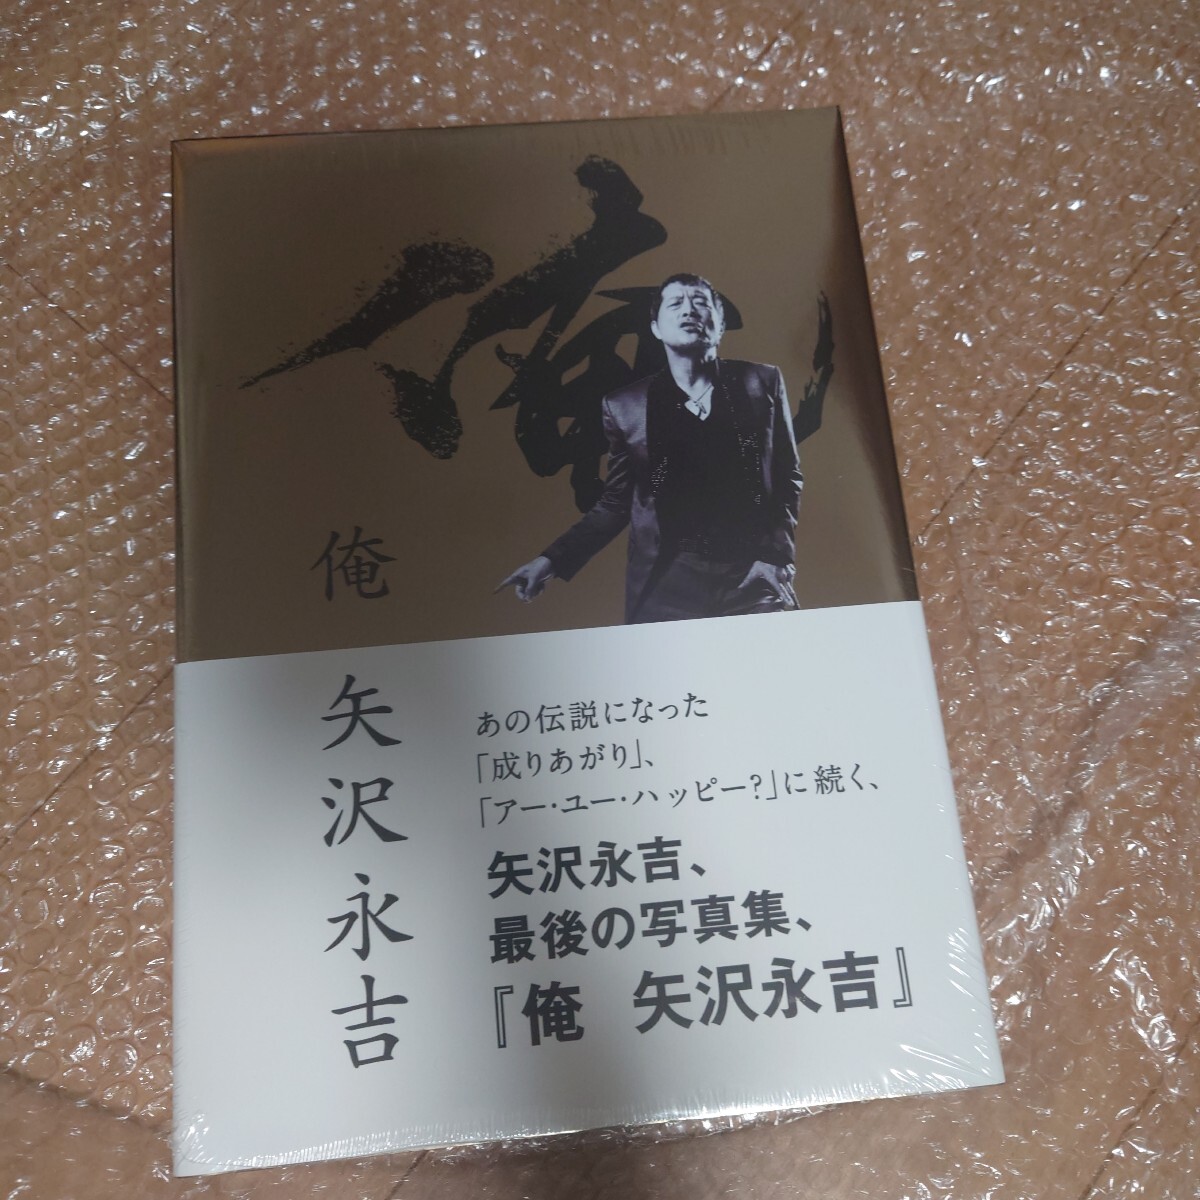 俺
俺 矢沢永吉
あの伝説になった
「成りあがり」、
「アー・ユー・ハッピー?」に続く、
矢沢永吉、
最後の写真集、
『俺 矢沢永吉』